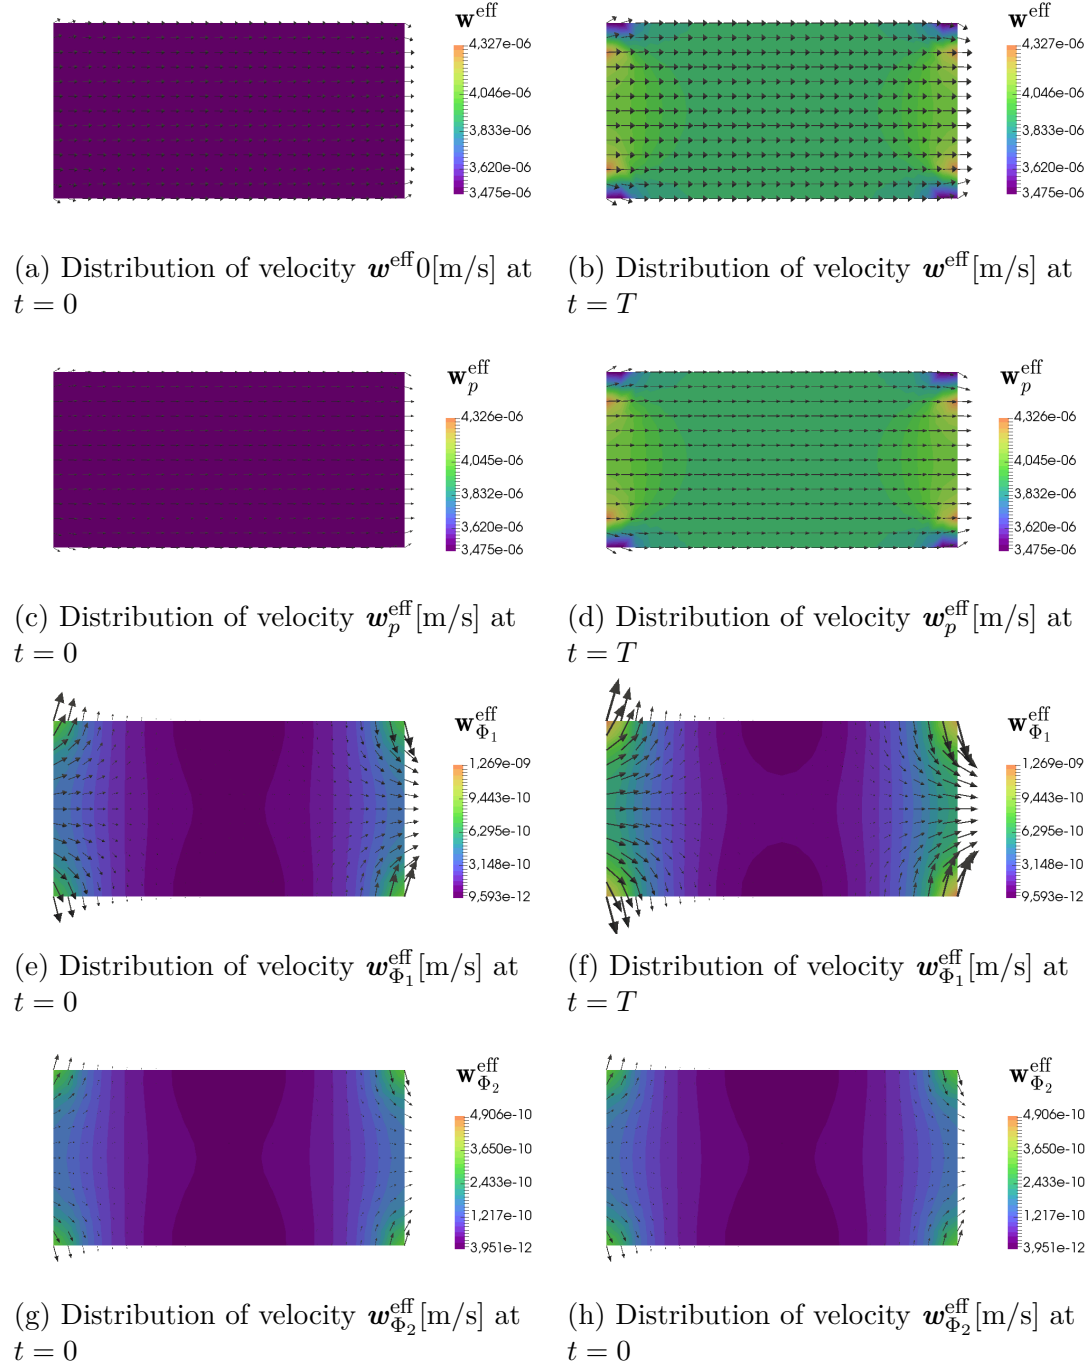 w^eff
4,327e-06
4,046e-06
3,833e-06
3,620e-06
3,475e-06
w^eff
4,327e-06
4,046e-06
3,833e-06
3,620e-06
3,475e-06
(a) Distribution of velocity w^eff0[m/s] at
t = 0
(b) Distribution of velocity w^eff[m/s] at
t = T
w_p^eff
4,326e-06
4,045e-06
3,832e-06
3,620e-06
3,475e-06
w_p^eff
4,326e-06
4,045e-06
3,832e-06
3,620e-06
3,475e-06
(c) Distribution of velocity w_p^eff[m/s] at
t = 0
(d) Distribution of velocity w_p^eff[m/s] at
t = T
w_Φ1^eff
1,269e-09
9,443e-10
6,295e-10
3,148e-10
9,593e-12
w_Φ1^eff
1,269e-09
9,443e-10
6,295e-10
3,148e-10
9,593e-12
(e) Distribution of velocity w_Φ1^eff[m/s] at
t = 0
(f) Distribution of velocity w_Φ1^eff[m/s] at
t = T
w_Φ2^eff
4,906e-10
3,650e-10
2,433e-10
1,217e-10
3,951e-12
w_Φ2^eff
4,906e-10
3,650e-10
2,433e-10
1,217e-10
3,951e-12
(g) Distribution of velocity w_Φ2^eff[m/s] at
t = 0
(h) Distribution of velocity w_Φ2^eff[m/s] at
t = 0